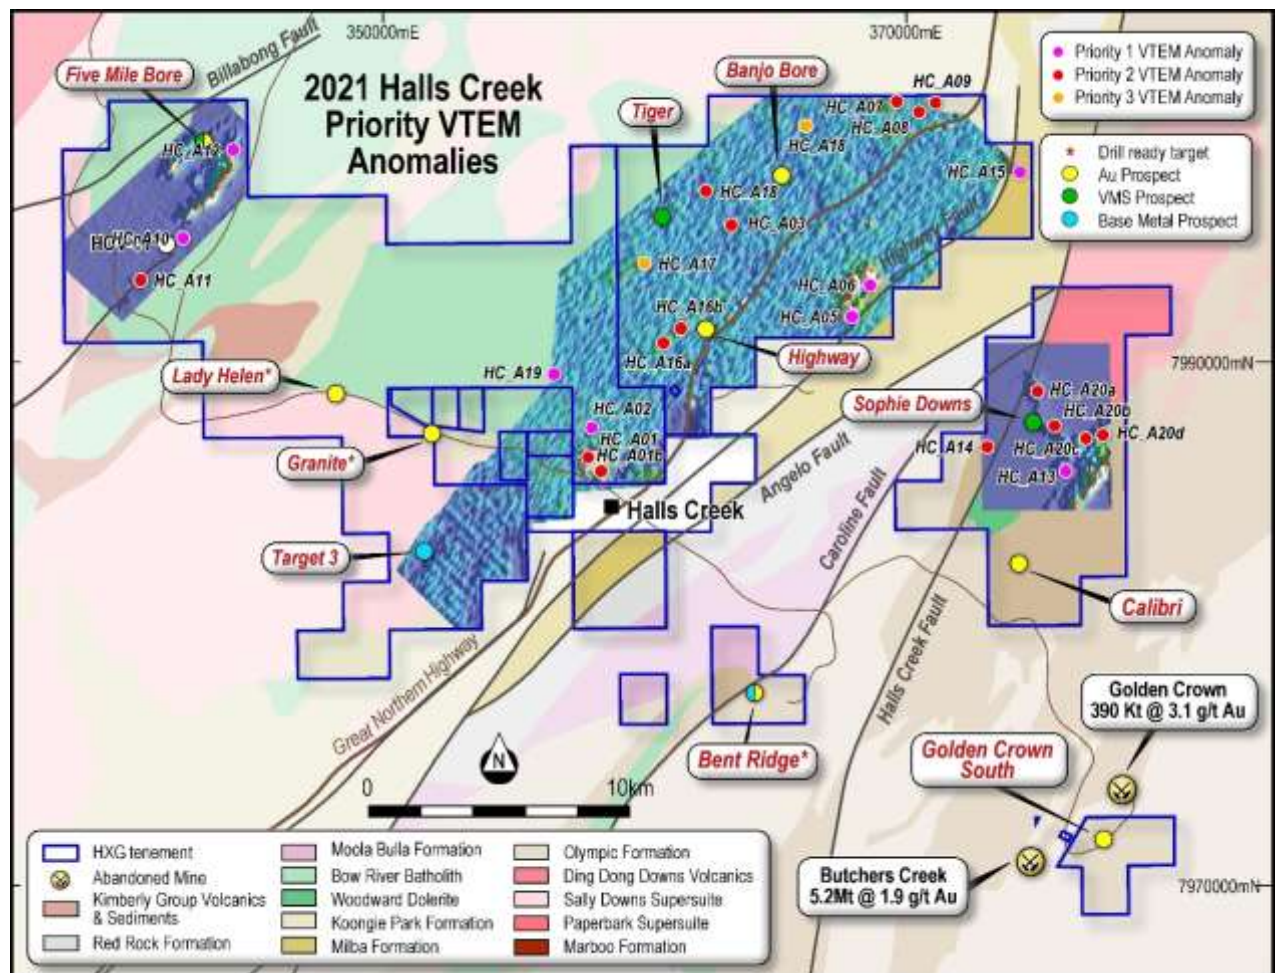 350000mE
370000mE
Billabong Fault
Five Mile Bore
2021 Halls Creek
Priority VTEM
Anomalies
Banjo Bore
Tiger
HC_A09
HC_A07
HC_A08
HC_A18
Priority 1 VTEM Anomaly
Priority 2 VTEM Anomaly
Priority 3 VTEM Anomaly
Drill ready target
Au Prospect
VMS Prospect
Base Metal Prospect
HC_A15
HC_A18
HC_A03
Highway Fault
HC_A10
HC_A11
HC_A17
HC_A06
HC_A05
HC_A16b
HC_A16a
Highway
7990000mN
Lady Helen*
HC_A19
HC_A02
HC_A01
HC_A01b
Granite*
Sophie Downs
HC_A20a
HC_A20b
HC_A20c
HC_A20d
HC_A14
HC_A13
Angelo Fault
Caroline Fault
Halls Creek
Target 3
Calibri
Great Northern Highway
Halls Creek Fault
Bent Ridge*
Golden Crown
390 Kt @ 3.1 g/t Au
Golden Crown
South
N
0
10km
Butchers Creek
5.2Mt @ 1.9 g/t Au
7970000mN
HXG tenement
Abandoned Mine
Kimberly Group Volcanics
& Sediments
Red Rock Formation
Moola Bulla Formation
Bow River Batholith
Woodward Dolerite
Koongie Park Formation
Milba Formation
Olympic Formation
Ding Dong Downs Volcanics
Sally Downs Supersuite
Paperbark Supersuite
Marboo Formation